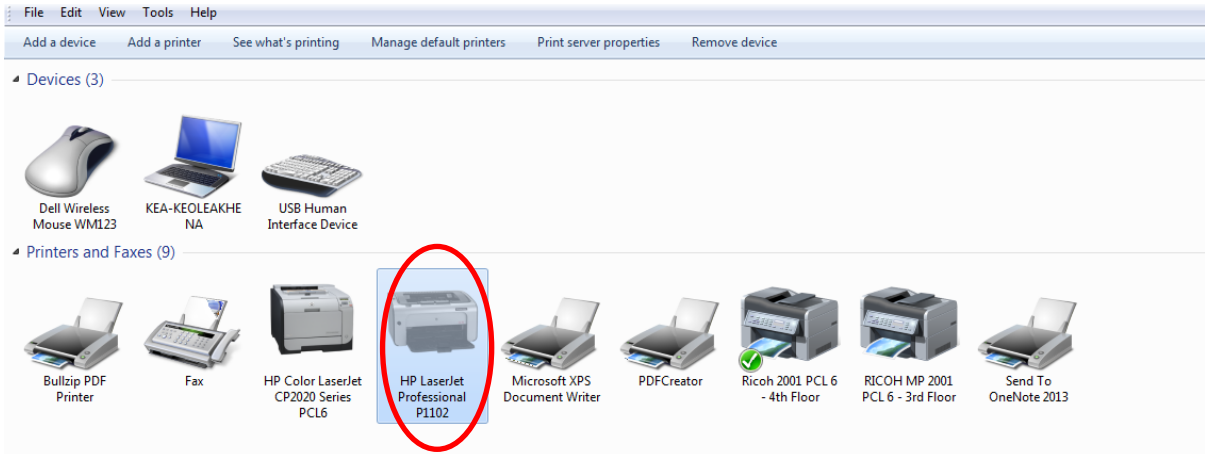 File Edit View Tools Help
Add a device Add a printer See what's printing Manage default printers Print server properties Remove device
Devices (3)
Dell Wireless
Mouse WM123
KEA-KEOLEAKHE
NA
USB Human
Interface Device
Printers and Faxes (9)
Bullzip PDF
Printer
Fax
HP Color LaserJet
CP2020 Series
PCL6
HP LaserJet
Professional
P1102
Microsoft XPS
Document Writer
PDFCreator
Ricoh 2001 PCL 6
- 4th Floor
RICOH MP 2001
PCL 6 - 3rd Floor
Send To
OneNote 2013